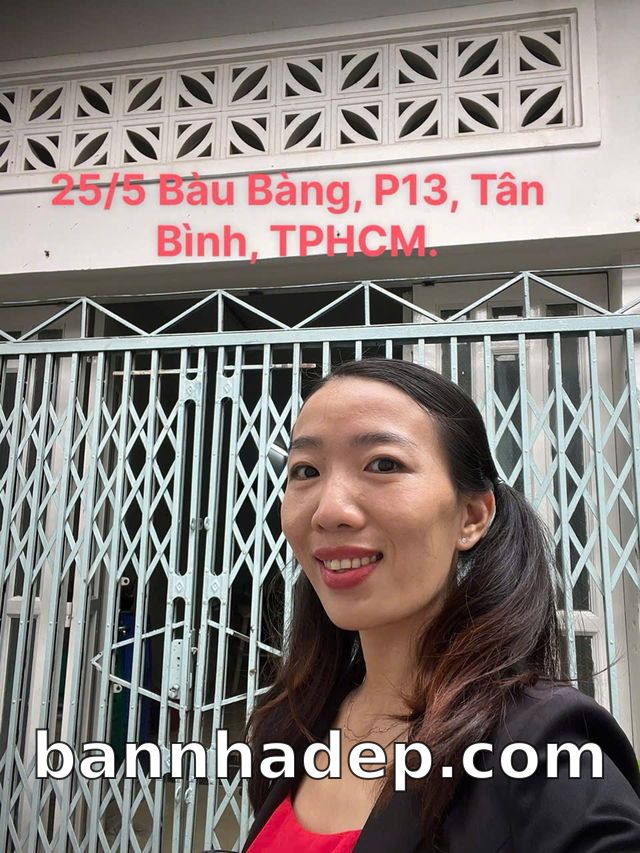 25/5 Bàu Bàng, P13, Tân
Bình, TPHCM.
bannhadep.com